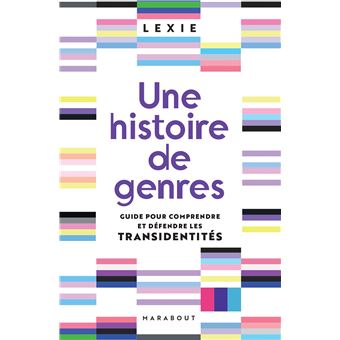 LEXIE
Une
histoire
de
genres
GUIDE POUR COMPRENDRE
ET DÉFENDRE LES
TRANSIDENTITÉS
MARABOUT